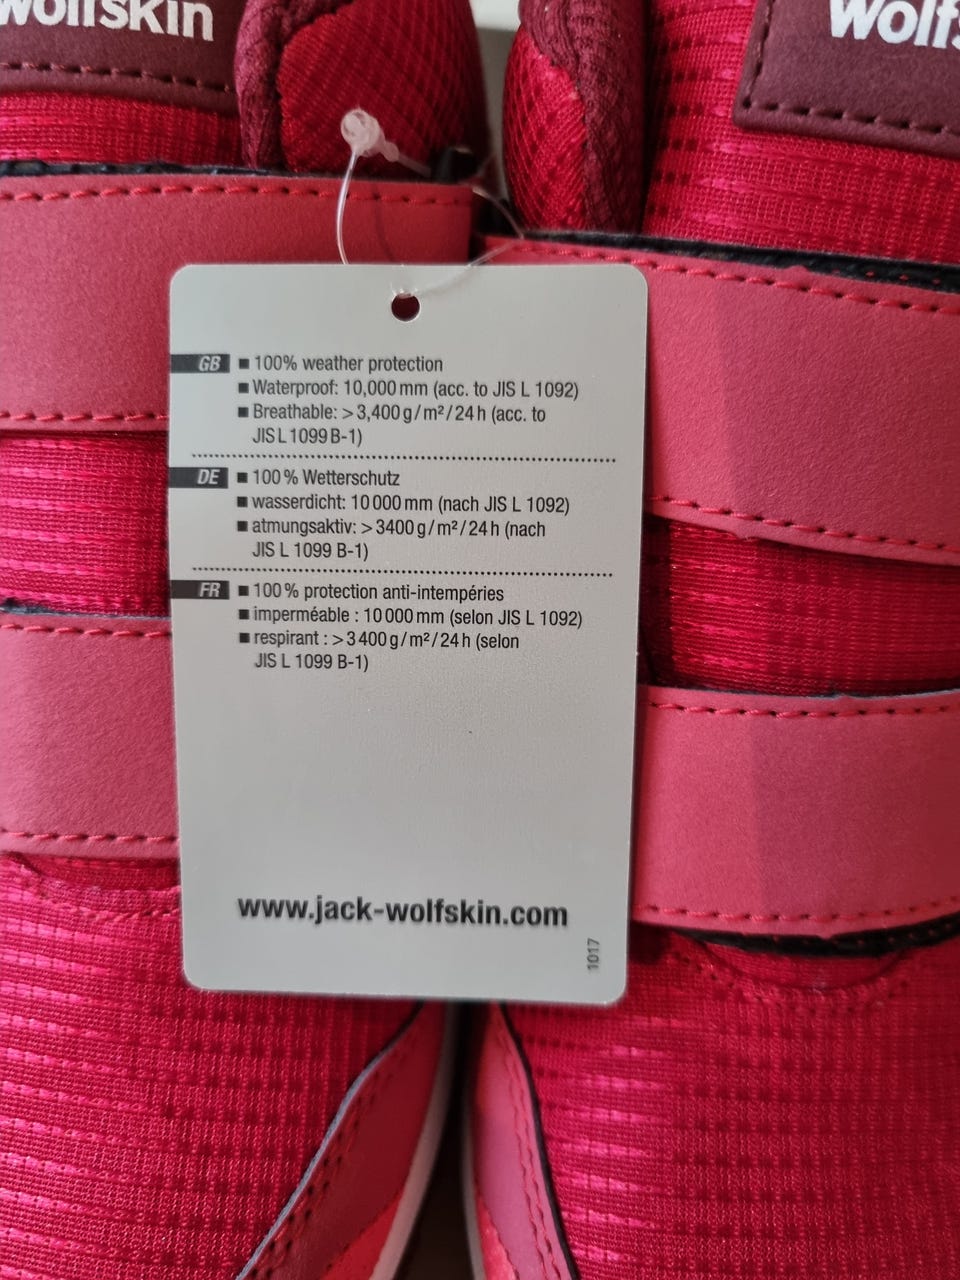 wolfskin
wolfs
GB ■ 100% weather protection
■ Waterproof: 10,000 mm (acc. to JIS L 1092)
■ Breathable: > 3,400 g / m² / 24 h (acc. to
JIS L 1099 B-1)
DE ■ 100 % Wetterschutz
■ wasserdicht: 10 000 mm (nach JIS L 1092)
■ atmungsaktiv: > 3400 g / m² / 24 h (nach
JIS L 1099 B-1)
FR ■ 100 % protection anti-intempéries
■ imperméable : 10 000 mm (selon JIS L 1092)
■ respirant : > 3 400 g / m² / 24 h (selon
JIS L 1099 B-1)
www.jack-wolfskin.com
1017